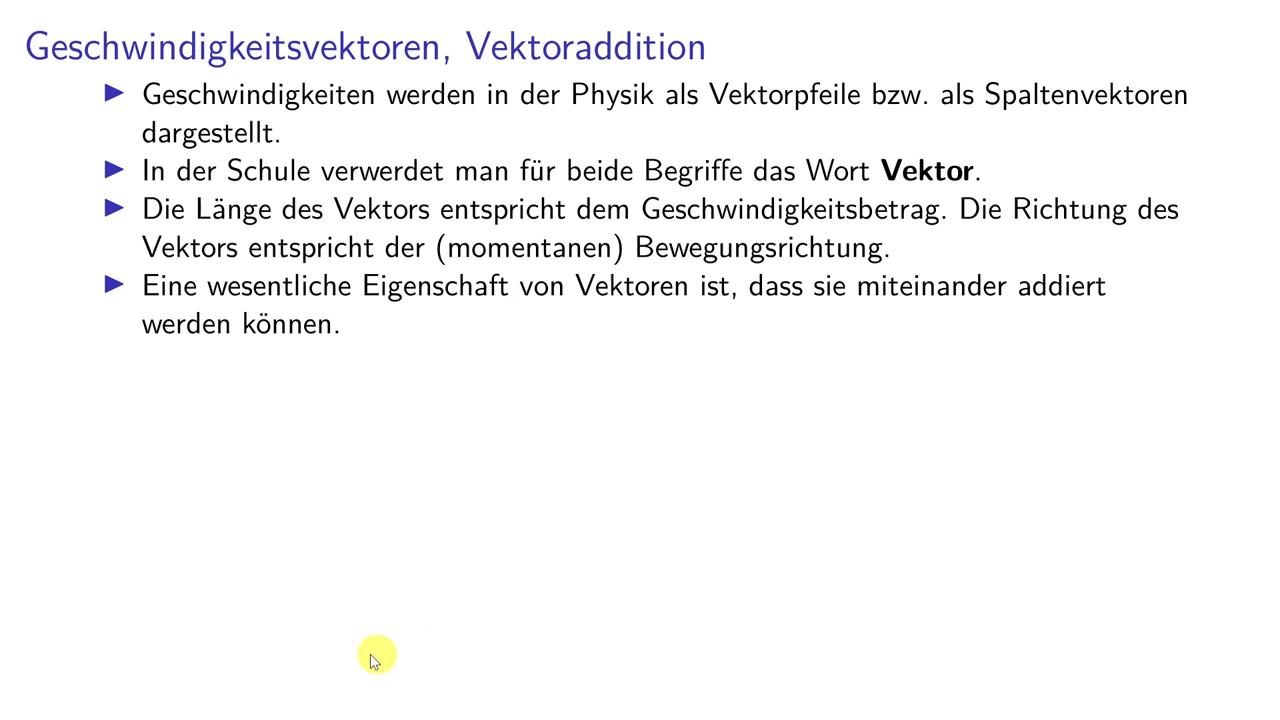 Geschwindigkeitsvektoren, Vektoraddition
▶ Geschwindigkeiten werden in der Physik als Vektorpfeile bzw. als Spaltenvektoren
dargestellt.
▶ In der Schule verwerdet man für beide Begriffe das Wort Vektor.
▶ Die Länge des Vektors entspricht dem Geschwindigkeitsbetrag. Die Richtung des
Vektors entspricht der (momentanen) Bewegungsrichtung.
▶ Eine wesentliche Eigenschaft von Vektoren ist, dass sie miteinander addiert
werden können.